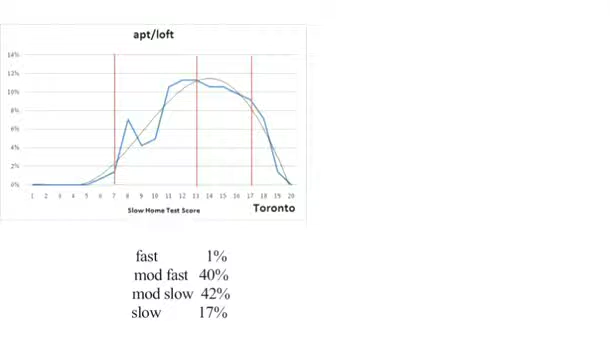 apt/loft
14%
12%
10%
8%
6%
4%
2%
0%
1 2 3 4 5 6 7 8 9 10 11 12 13 14 15 16 17 18 19 20
Slow Home Test Score
Toronto
fast 1%
mod fast 40%
mod slow 42%
slow 17%